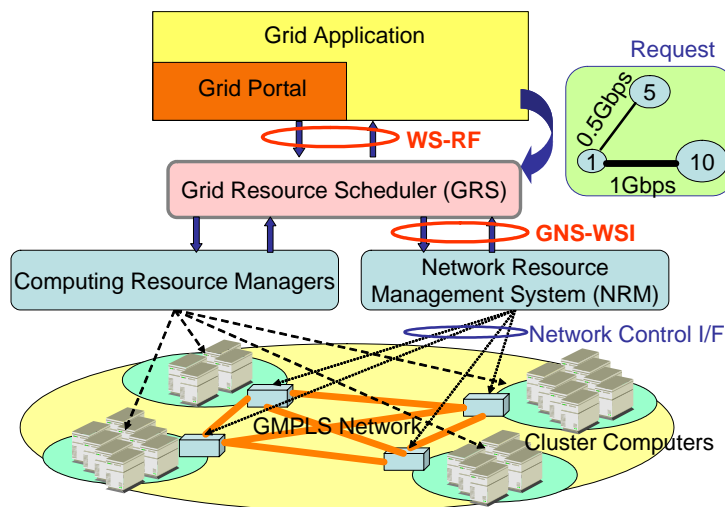 Grid Application
Request
Grid Portal
5
0.5Gbps
WS-RF
1
10
1Gbps
Grid Resource Scheduler (GRS)
GNS-WSI
Computing Resource Managers
Network Resource
Management System (NRM)
Network Control I/F
GMPLS Network
Cluster Computers